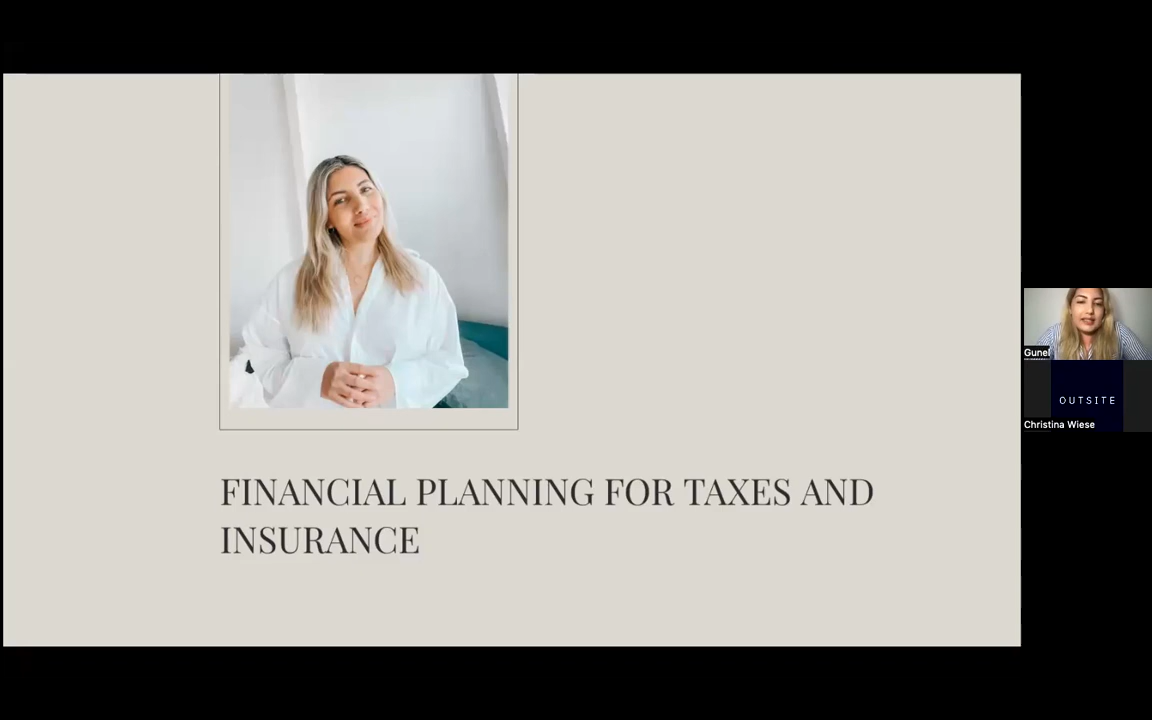 FINANCIAL PLANNING FOR TAXES AND
INSURANCE
Gunel
OUTSITE
Christina Wiese